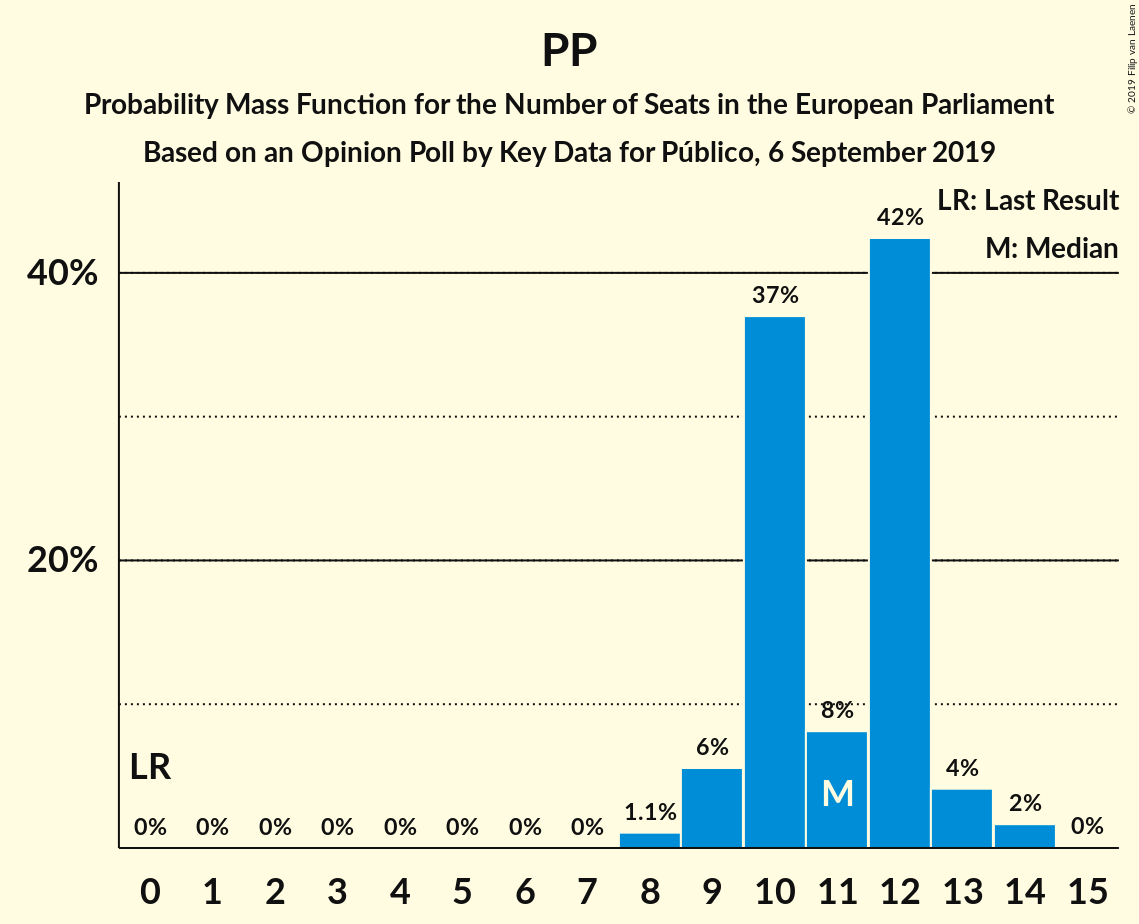 PP
Probability Mass Function for the Number of Seats in the European Parliament
Based on an Opinion Poll by Key Data for Público, 6 September 2019
© 2019 Filip van Laenen
LR: Last Result
M: Median
40%
20%
LR
0%
0%
0%
0%
0%
0%
0%
0%
1.1%
6%
37%
8%
M
42%
4%
2%
0%
0 1 2 3 4 5 6 7 8 9 10 11 12 13 14 15